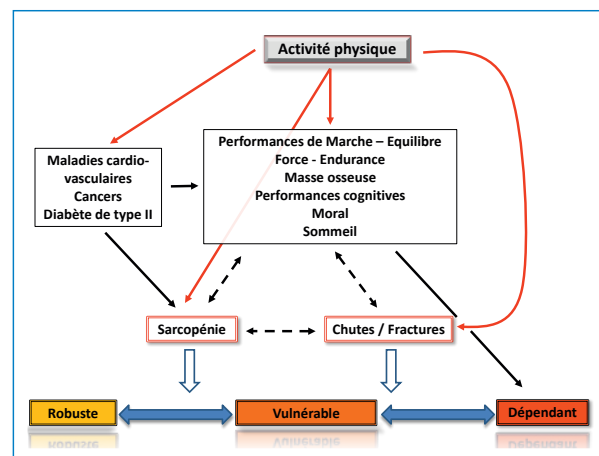 Activité physique
Maladies cardio-
vasculaires
Cancers
Diabète de type II
Performances de Marche – Equilibre
Force - Endurance
Masse osseuse
Performances cognitives
Moral
Sommeil
Sarcopénie
Chutes / Fractures
Robuste
Vulnérable
Dépendant